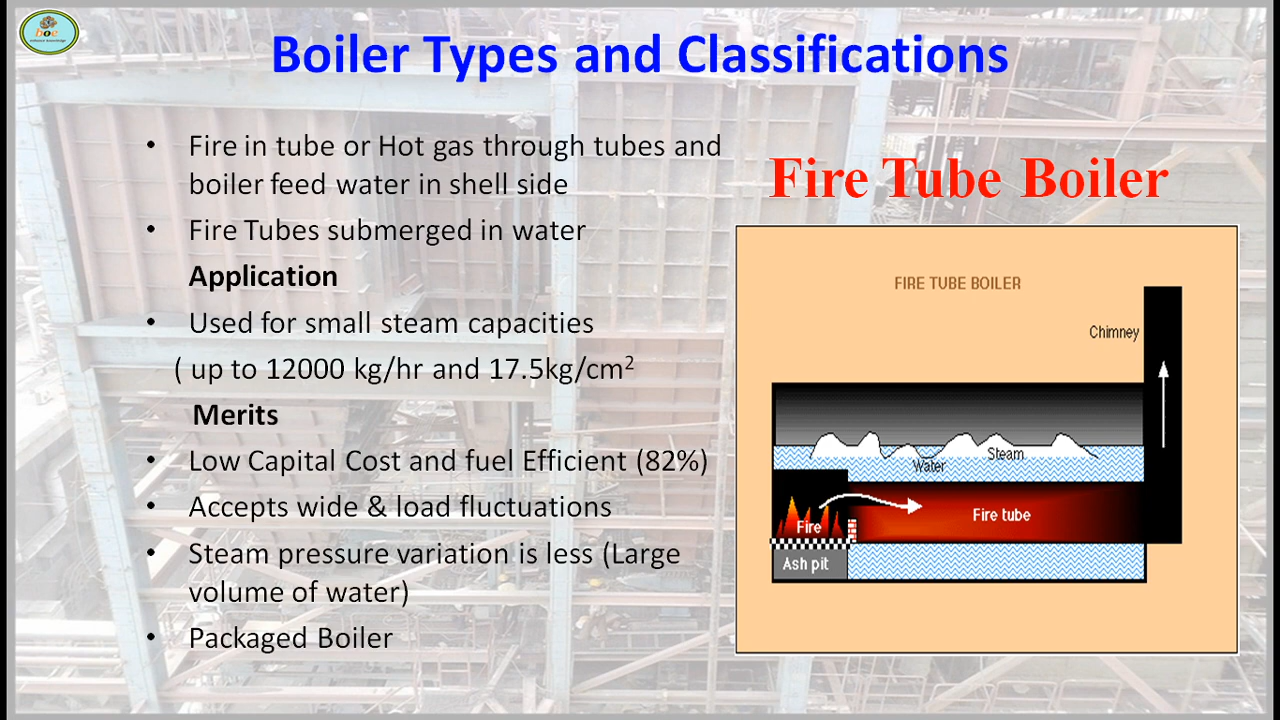 boe
Boiler Types and Classifications
• Fire in tube or Hot gas through tubes and
boiler feed water in shell side
• Fire Tubes submerged in water
Application
• Used for small steam capacities
( up to 12000 kg/hr and 17.5kg/cm²
Merits
• Low Capital Cost and fuel Efficient (82%)
• Accepts wide & load fluctuations
• Steam pressure variation is less (Large
volume of water)
• Packaged Boiler
Fire Tube Boiler
FIRE TUBE BOILER
Chimney
Steam
Water
Fire tube
Fire
Ash pit